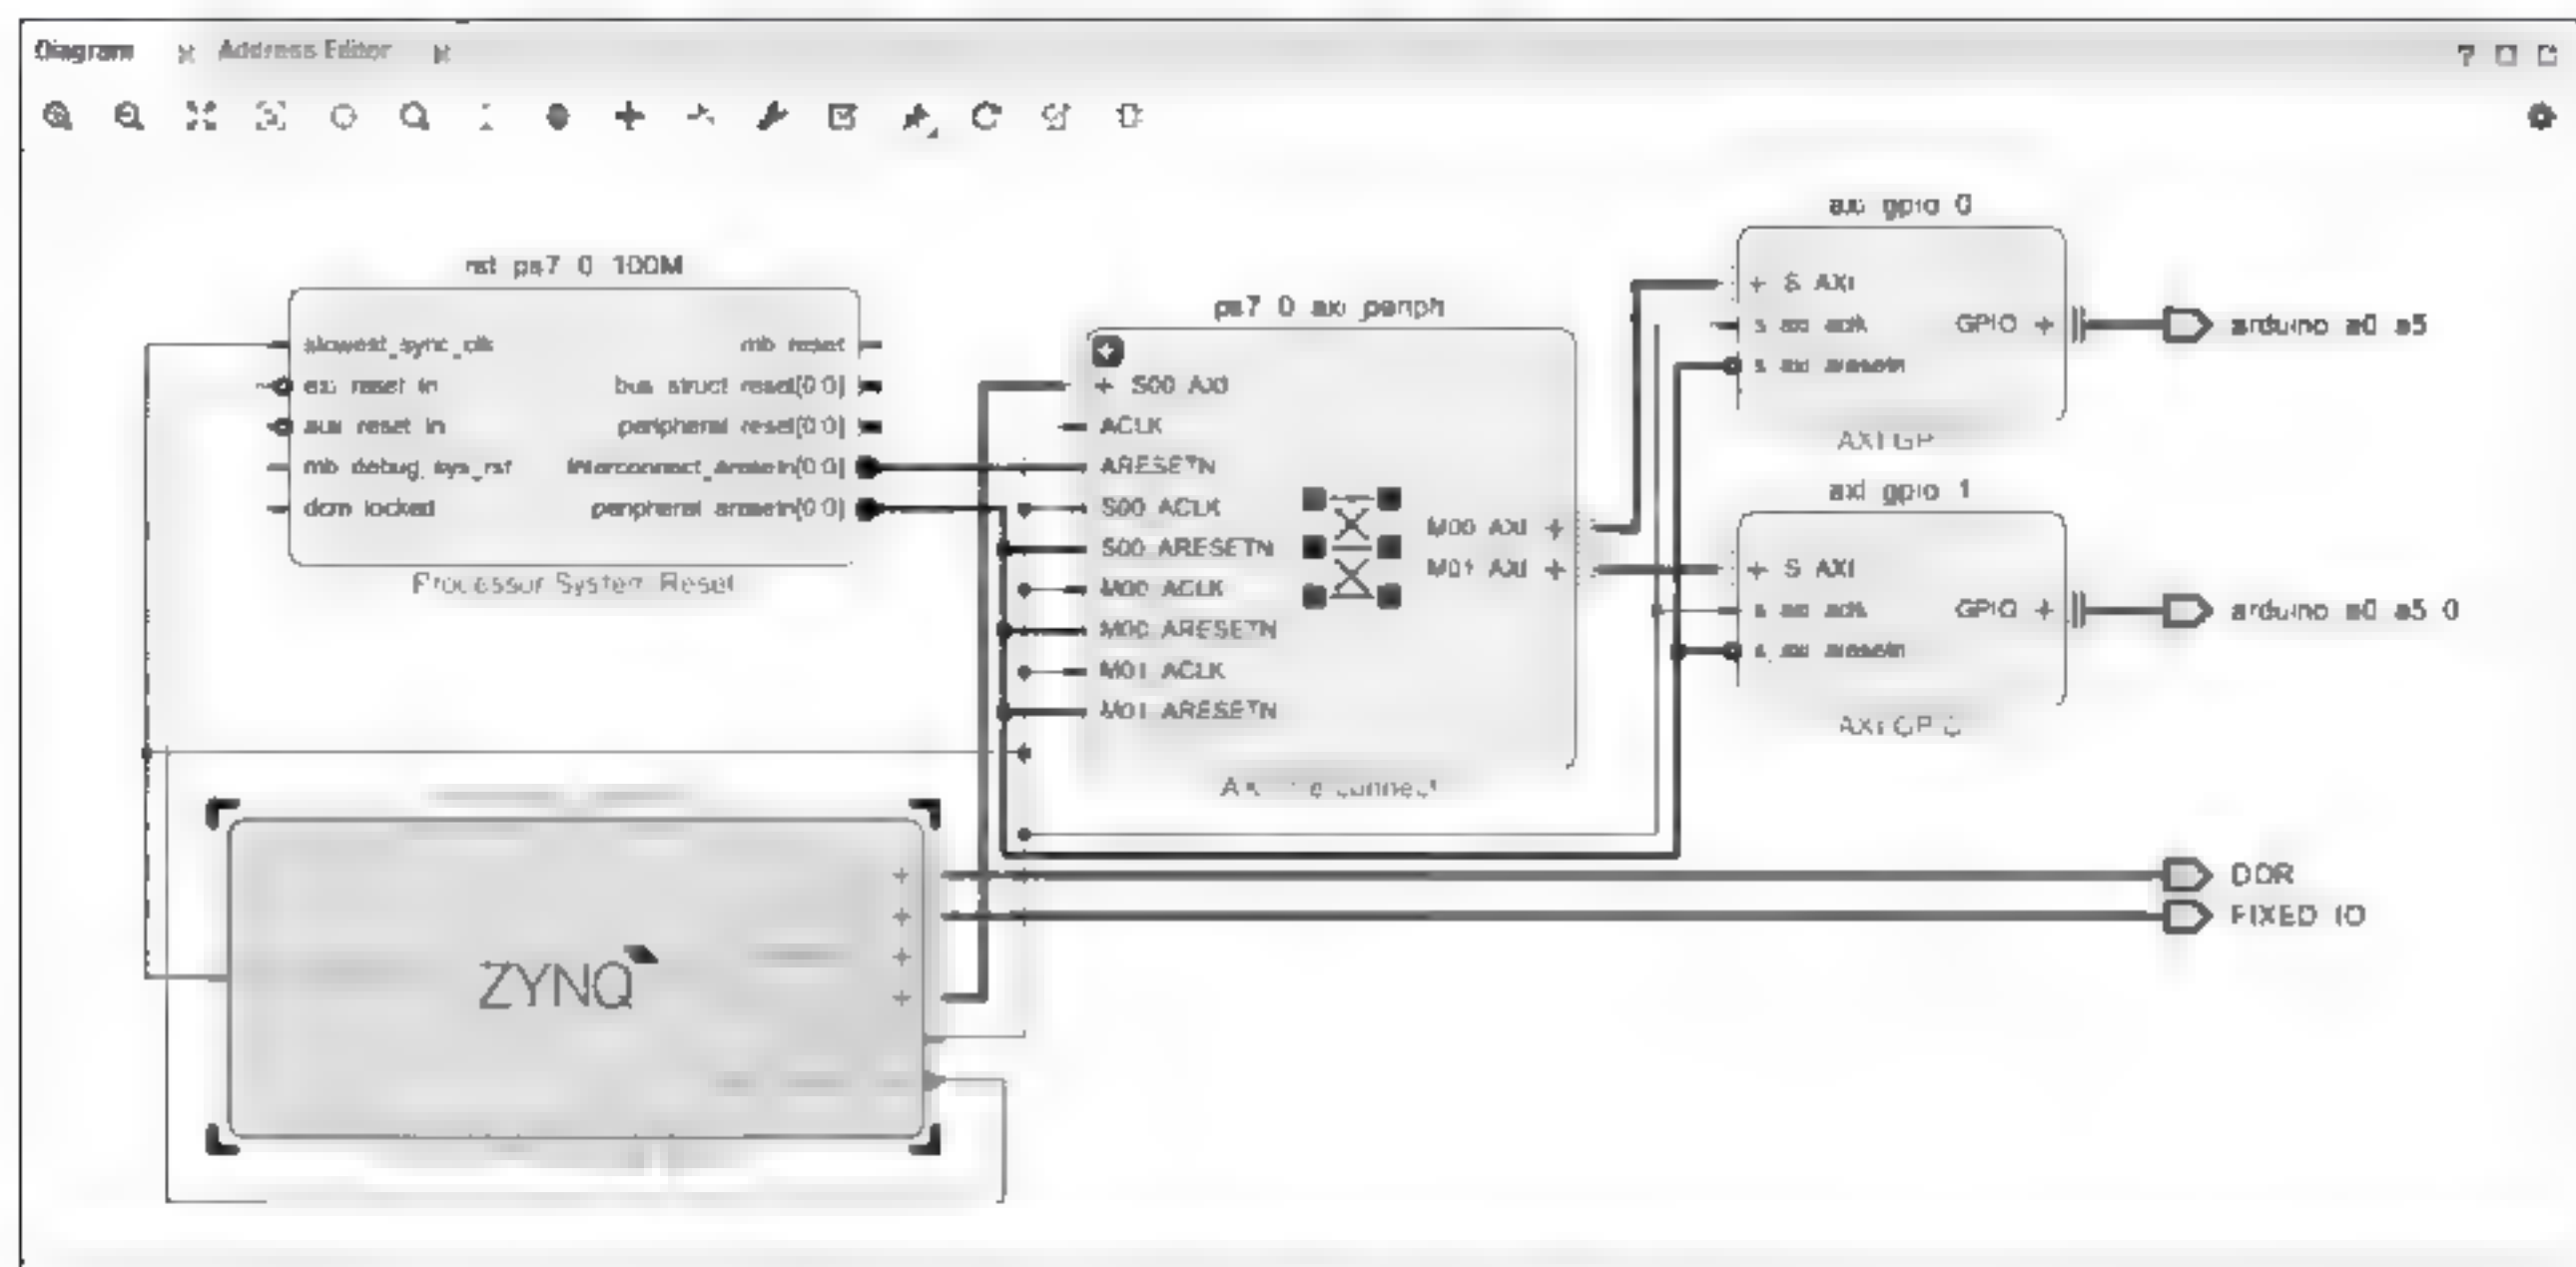 Diagram
Address Editor
rst ps7 0 100M
slowest_sync_clk
mb reset
ext reset in
bus struct reset[0:0]
aux reset in
peripheral reset[0:0]
mb debug_sys_rst
interconnect_aresetn[0:0]
dcm locked
peripheral aresetn[0:0]
Processor System Reset
ps7 0 axi periph
S00 AXI
ACLK
ARESETN
S00 ACLK
S00 ARESETN
M00 ACLK
M00 ARESETN
M01 ACLK
M01 ARESETN
M00 AXI
M01 AXI
axi gpio 0
S AXI
s axi aclk
GPIO
s axi aresetn
arduino a0 a5
AXI GP
axi gpio 1
S AXI
s axi aclk
GPIO
s axi aresetn
arduino a0 a5 0
ZYNQ
DDR
FIXED IO